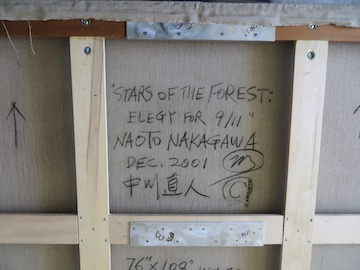 "STARS OF THE FOREST:
ELEGY FOR 9/11"
NAOTO NAKAGAWA
DEC. 2001
中川直人 ©